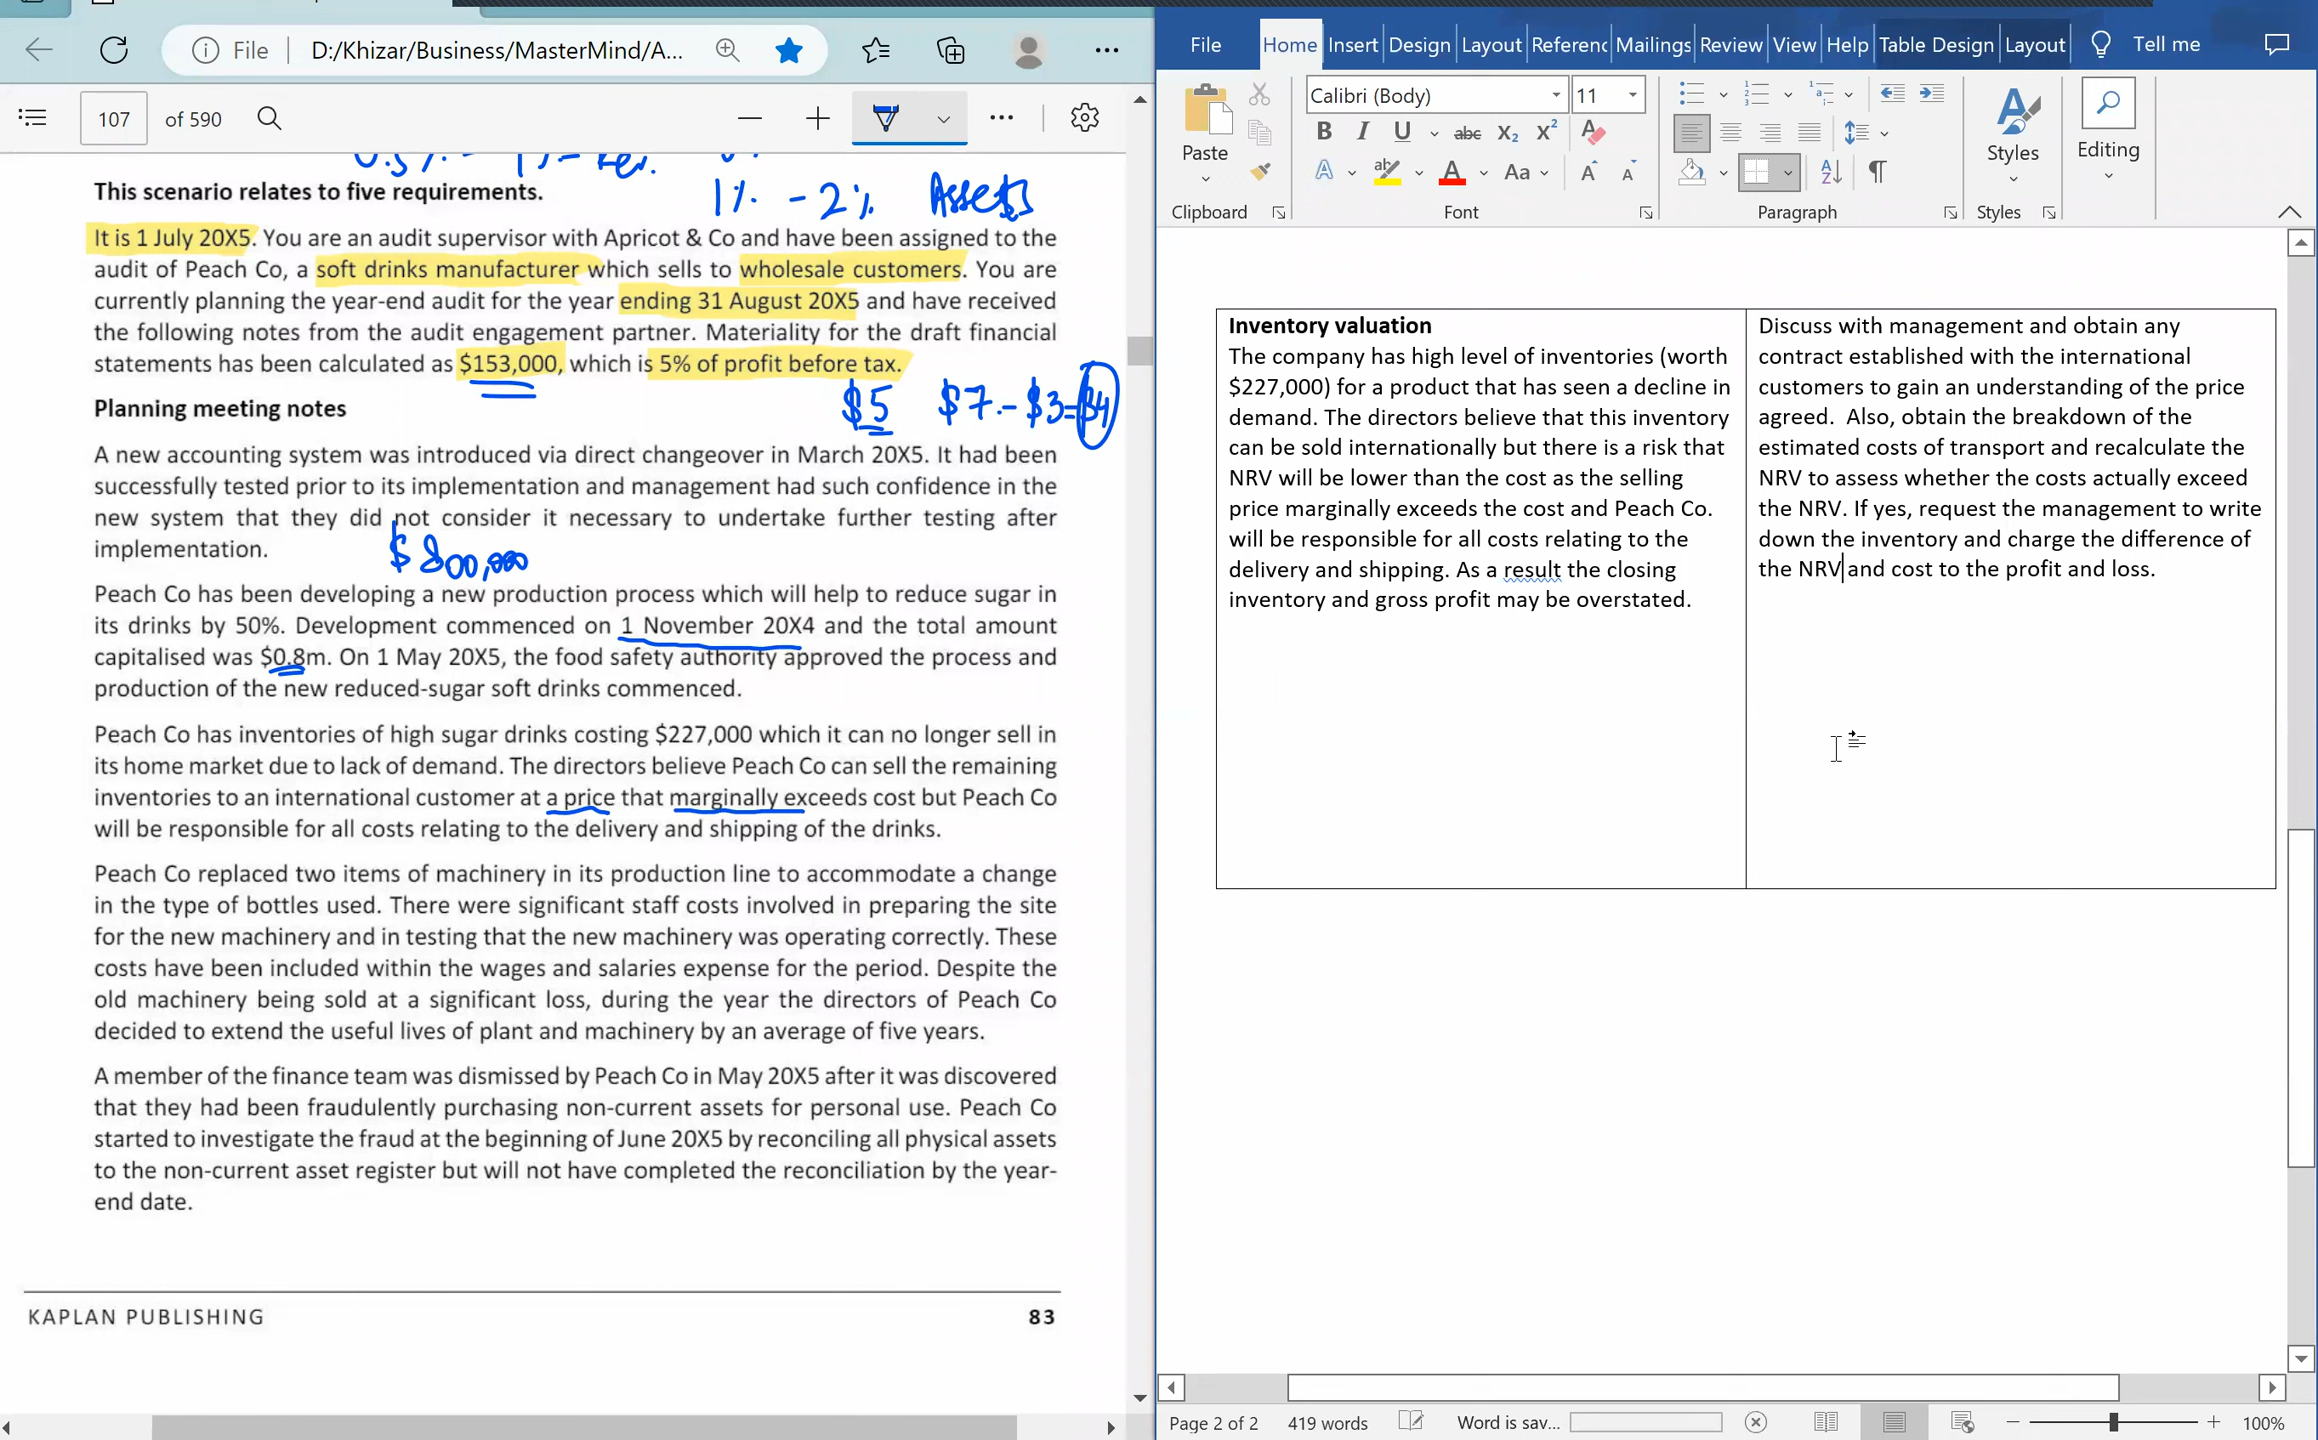 File
D:/Khizar/Business/MasterMind/A...
107
of 590
1% - 2% Assets
This scenario relates to five requirements.
It is 1 July 20X5. You are an audit supervisor with Apricot & Co and have been assigned to the
audit of Peach Co, a soft drinks manufacturer which sells to wholesale customers. You are
currently planning the year-end audit for the year ending 31 August 20X5 and have received
the following notes from the audit engagement partner. Materiality for the draft financial
statements has been calculated as $153,000, which is 5% of profit before tax.
$5 $7 - $3 = $4
Planning meeting notes
A new accounting system was introduced via direct changeover in March 20X5. It had been
successfully tested prior to its implementation and management had such confidence in the
new system that they did not consider it necessary to undertake further testing after
implementation.
$800,000
Peach Co has been developing a new production process which will help to reduce sugar in
its drinks by 50%. Development commenced on 1 November 20X4 and the total amount
capitalised was $0.8m. On 1 May 20X5, the food safety authority approved the process and
production of the new reduced-sugar soft drinks commenced.
Peach Co has inventories of high sugar drinks costing $227,000 which it can no longer sell in
its home market due to lack of demand. The directors believe Peach Co can sell the remaining
inventories to an international customer at a price that marginally exceeds cost but Peach Co
will be responsible for all costs relating to the delivery and shipping of the drinks.
Peach Co replaced two items of machinery in its production line to accommodate a change
in the type of bottles used. There were significant staff costs involved in preparing the site
for the new machinery and in testing that the new machinery was operating correctly. These
costs have been included within the wages and salaries expense for the period. Despite the
old machinery being sold at a significant loss, during the year the directors of Peach Co
decided to extend the useful lives of plant and machinery by an average of five years.
A member of the finance team was dismissed by Peach Co in May 20X5 after it was discovered
that they had been fraudulently purchasing non-current assets for personal use. Peach Co
started to investigate the fraud at the beginning of June 20X5 by reconciling all physical assets
to the non-current asset register but will not have completed the reconciliation by the year-
end date.
KAPLAN PUBLISHING
83
File Home Insert Design Layout Referenc Mailings Review View Help Table Design Layout Tell me
Calibri (Body) 11
Paste
Styles
Editing
Clipboard Font Paragraph Styles
Inventory valuation
The company has high level of inventories (worth
$227,000) for a product that has seen a decline in
demand. The directors believe that this inventory
can be sold internationally but there is a risk that
NRV will be lower than the cost as the selling
price marginally exceeds the cost and Peach Co.
will be responsible for all costs relating to the
delivery and shipping. As a result the closing
inventory and gross profit may be overstated.
Discuss with management and obtain any
contract established with the international
customers to gain an understanding of the price
agreed. Also, obtain the breakdown of the
estimated costs of transport and recalculate the
NRV to assess whether the costs actually exceed
the NRV. If yes, request the management to write
down the inventory and charge the difference of
the NRV and cost to the profit and loss.
Page 2 of 2 419 words Word is sav... 100%